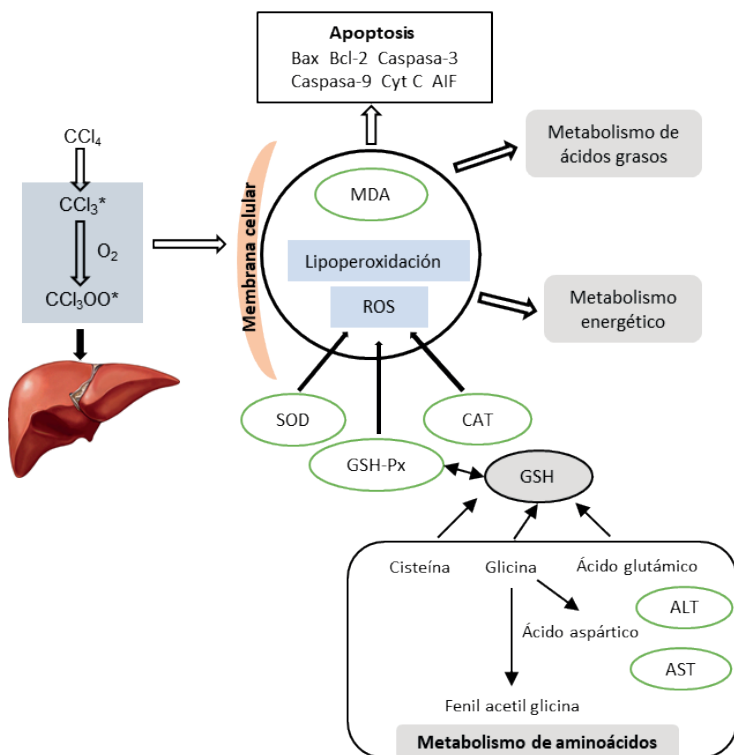 Apoptosis
Bax Bcl-2 Caspasa-3
Caspasa-9 Cyt C AIF
CCl4
CCl3*
O2
CCl3OO*
Membrana celular
MDA
Lipoperoxidación
ROS
Metabolismo de
ácidos grasos
Metabolismo
energético
SOD
CAT
GSH-Px
GSH
Cisteína Glicina Ácido glutámico
ALT
Ácido aspártico
AST
Fenil acetil glicina
Metabolismo de aminoácidos